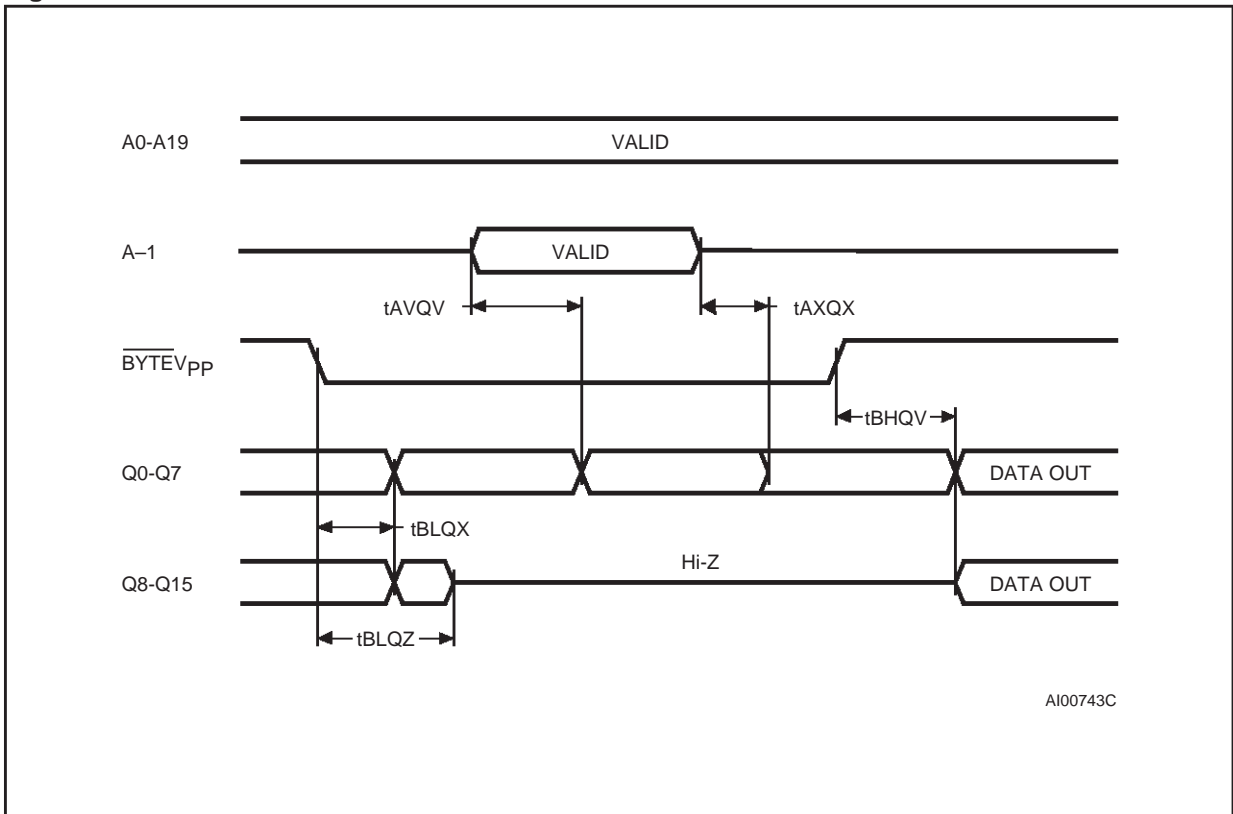 A0-A19
VALID
A–1
VALID
tAVQV
tAXQX
BYTEVPP
tBHQV
Q0-Q7
DATA OUT
tBLQX
Hi-Z
Q8-Q15
DATA OUT
tBLQZ
AI00743C